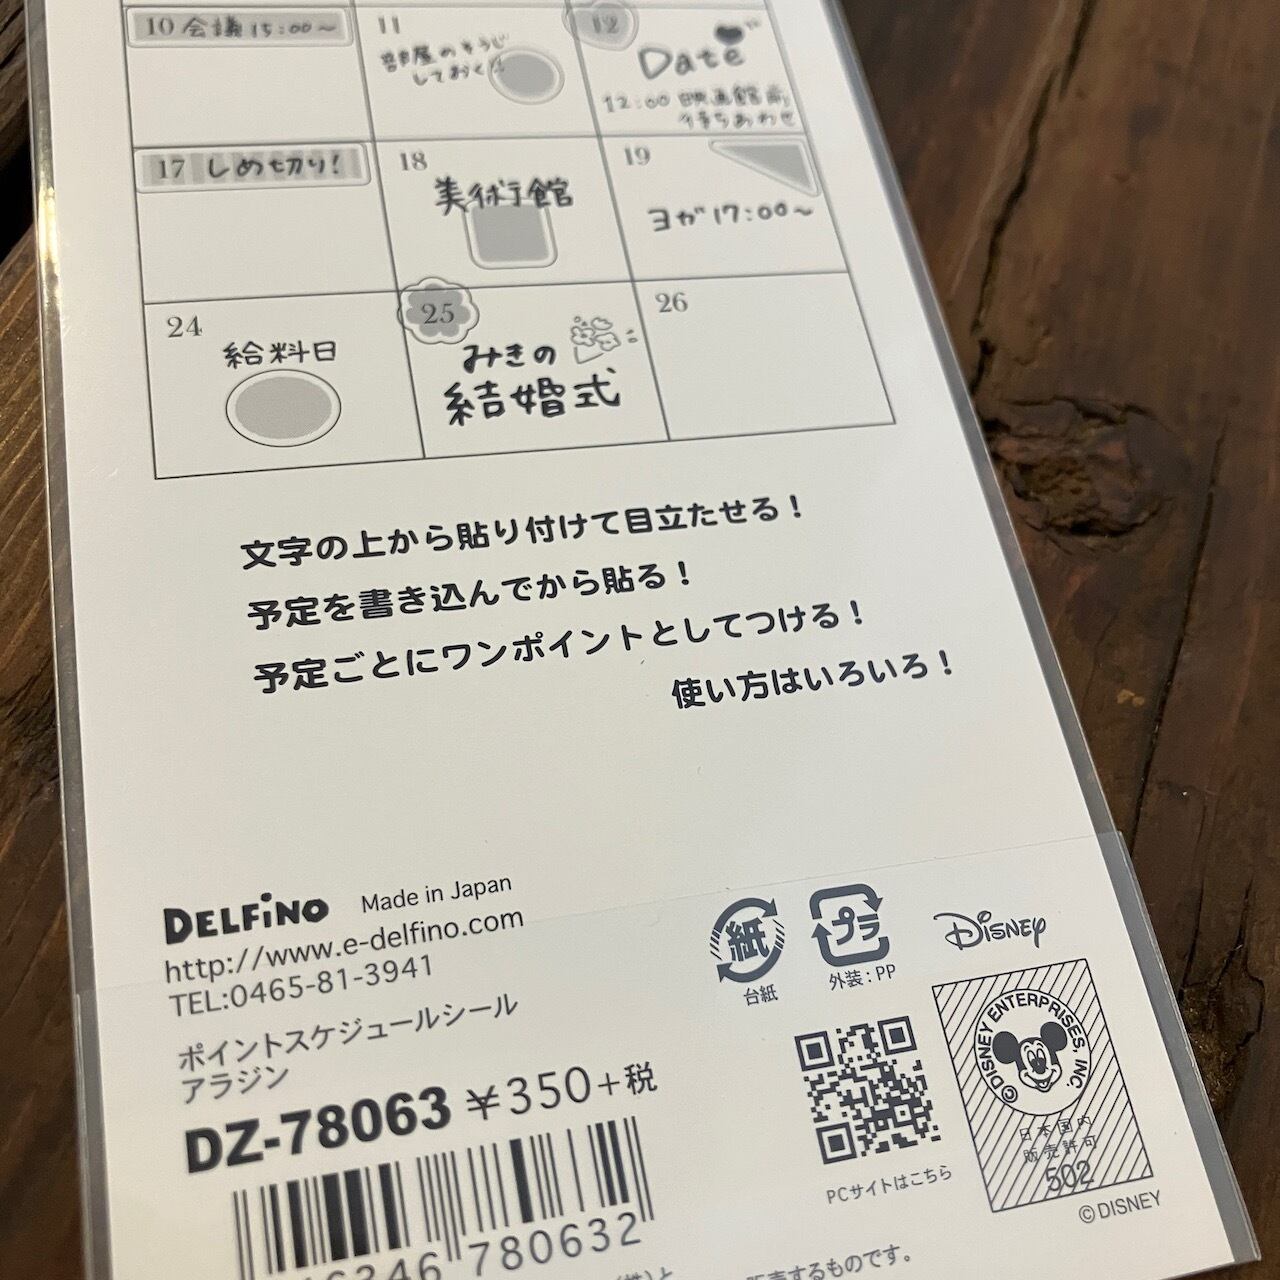 10 会議 15:00～
11
部屋のそうじ
しておく!!
12
Date
12:00 映画館前
待ちあわせ
17 しめ切り!
18
美術館
19
ヨガ 17:00～
24
給料日
25
みきの
結婚式
26
文字の上から貼り付けて目立たせる！
予定を書き込んでから貼る！
予定ごとにワンポイントとしてつける！
使い方はいろいろ！
DELFiNO Made in Japan
http://www.e-delfino.com
TEL:0465-81-3941
ポイントスケジュールシール
アラジン
DZ-78063 ¥350+税
780632
紙
台紙
プラ
外装：PP
Disney
PCサイトはこちら
©DISNEY ENTERPRISES, INC.
日本国内
販売許可
502
©DISNEY
販売するものです。